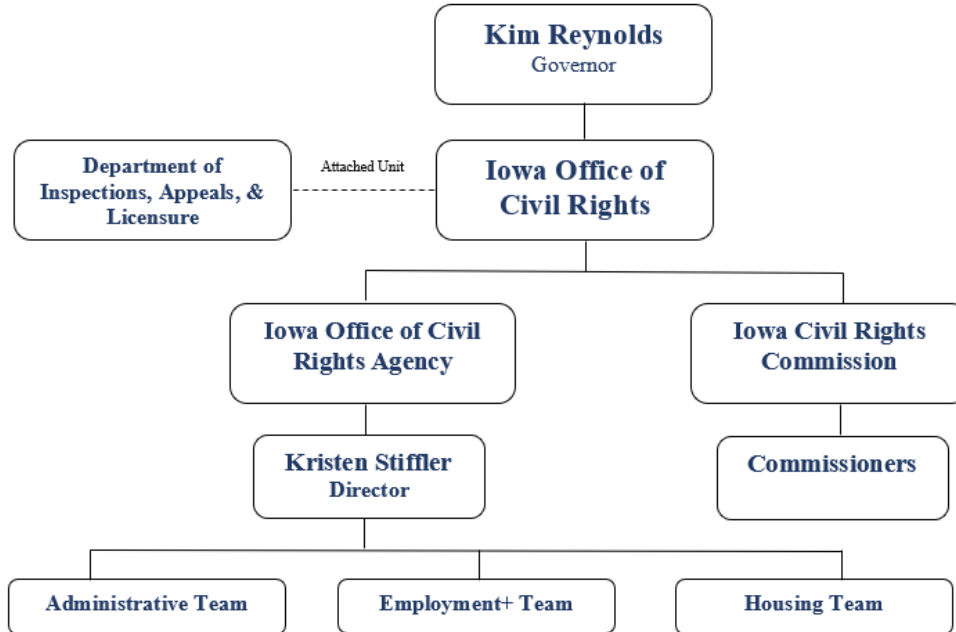 Kim Reynolds
Governor
Department of
Inspections, Appeals, &
Licensure
Attached Unit
Iowa Office of
Civil Rights
Iowa Office of Civil
Rights Agency
Iowa Civil Rights
Commission
Kristen Stiffler
Director
Commissioners
Administrative Team
Employment+ Team
Housing Team